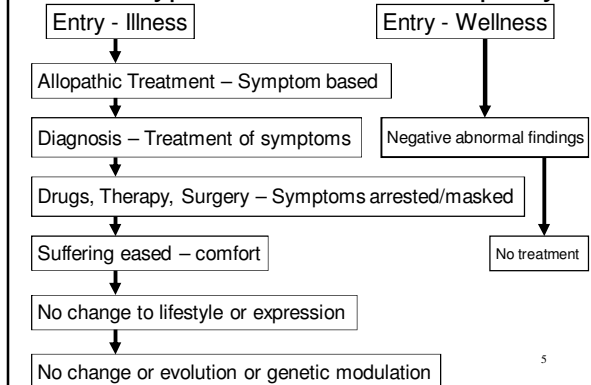 Entry - Illness
Entry - Wellness
Allopathic Treatment – Symptom based
Diagnosis – Treatment of symptoms
Negative abnormal findings
Drugs, Therapy, Surgery – Symptoms arrested/masked
Suffering eased – comfort
No treatment
No change to lifestyle or expression
No change or evolution or genetic modulation
5